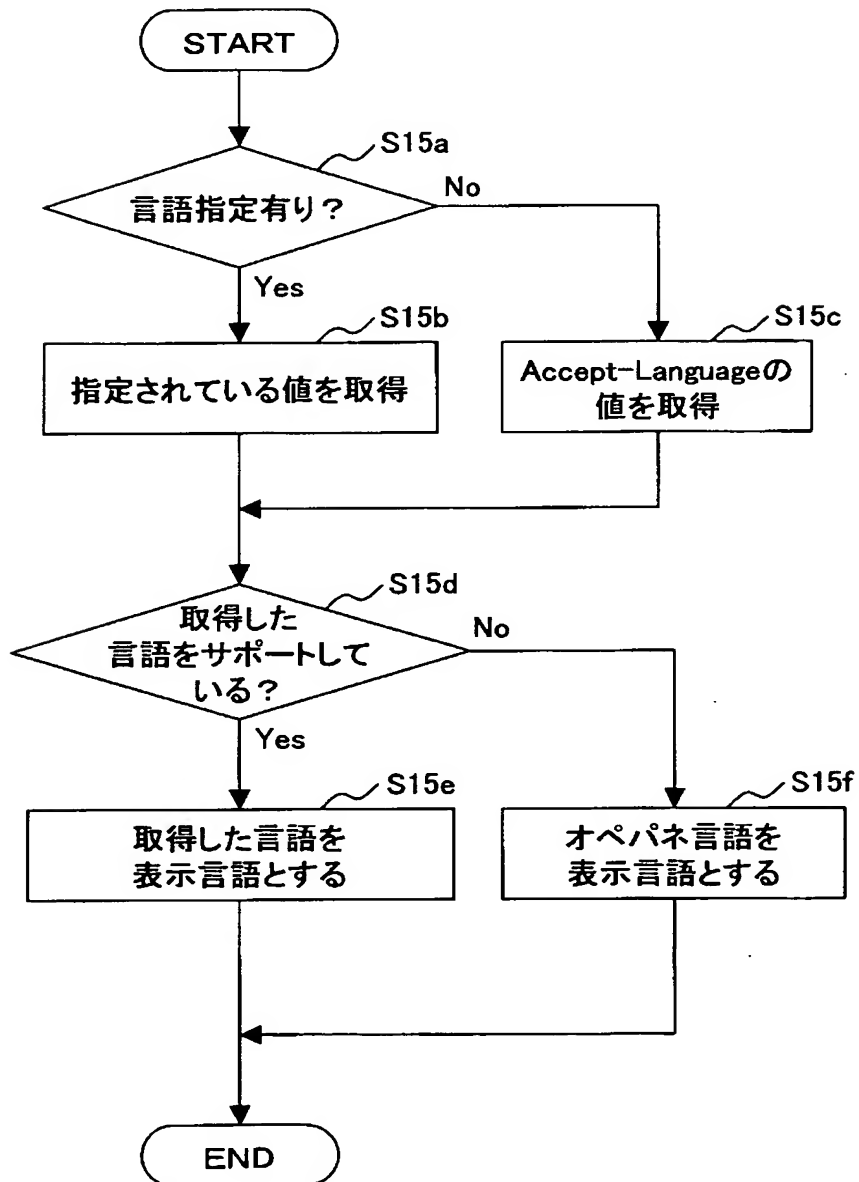 START
S15a
言語指定有り？
No
Yes
S15b
指定されている値を取得
S15c
Accept-Languageの
値を取得
S15d
取得した
言語をサポートして
いる？
No
Yes
S15e
取得した言語を
表示言語とする
S15f
オペパネ言語を
表示言語とする
END